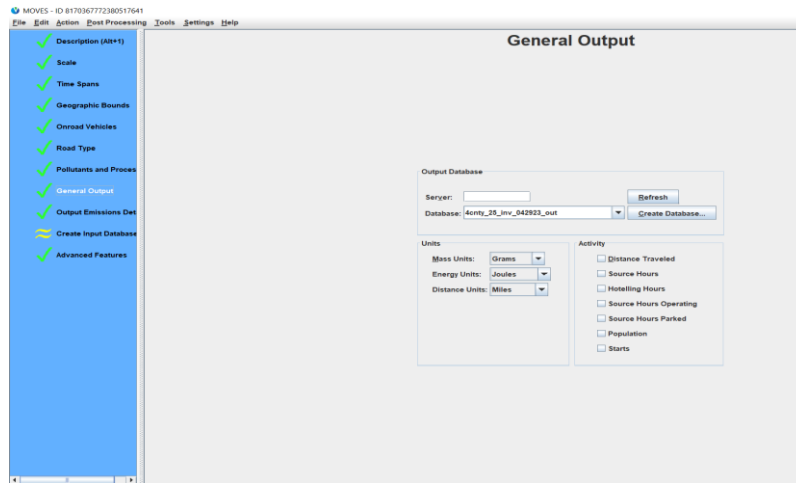 MOVES - ID 8170367772380517641
File Edit Action Post Processing Tools Settings Help
Description (Alt+1)
Scale
Time Spans
Geographic Bounds
Onroad Vehicles
Road Type
Pollutants and Proces
General Output
Output Emissions Det
Create Input Database
Advanced Features
General Output
Output Database
Server:
Refresh
Database: 4cnty_25_inv_042923_out
Create Database...
Units
Mass Units: Grams
Energy Units: Joules
Distance Units: Miles
Activity
Distance Traveled
Source Hours
Hotelling Hours
Source Hours Operating
Source Hours Parked
Population
Starts